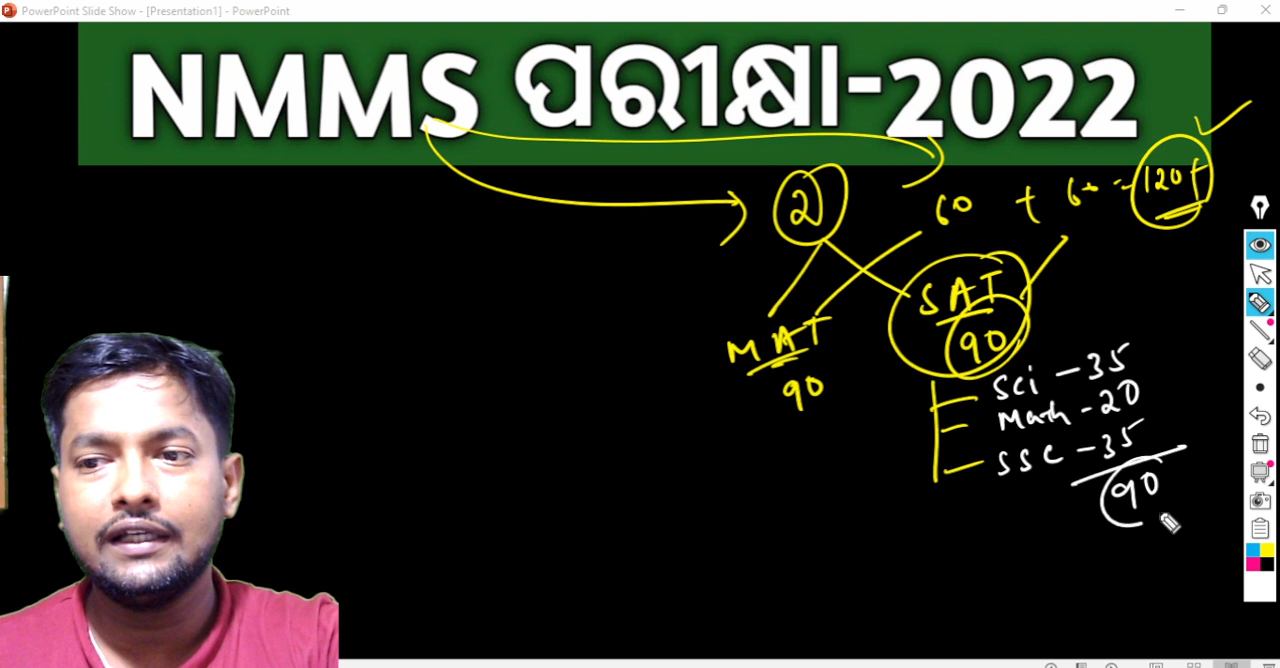 PowerPoint Slide Show - [Presentation1] - PowerPoint
NMMS ପରୀକ୍ଷା-2022
2 60 + 60 = 120
SAT
90
MAT
90
Sci - 35
Math - 20
SSC - 35
90